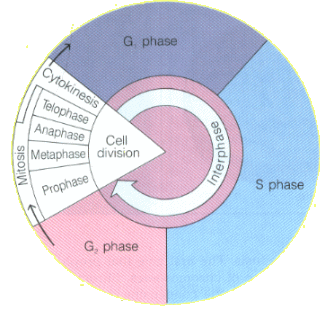 G₁ phase
Cytokinesis
Telophase
Anaphase
Metaphase
Prophase
Mitosis
Cell
division
Interphase
S phase
G₂ phase